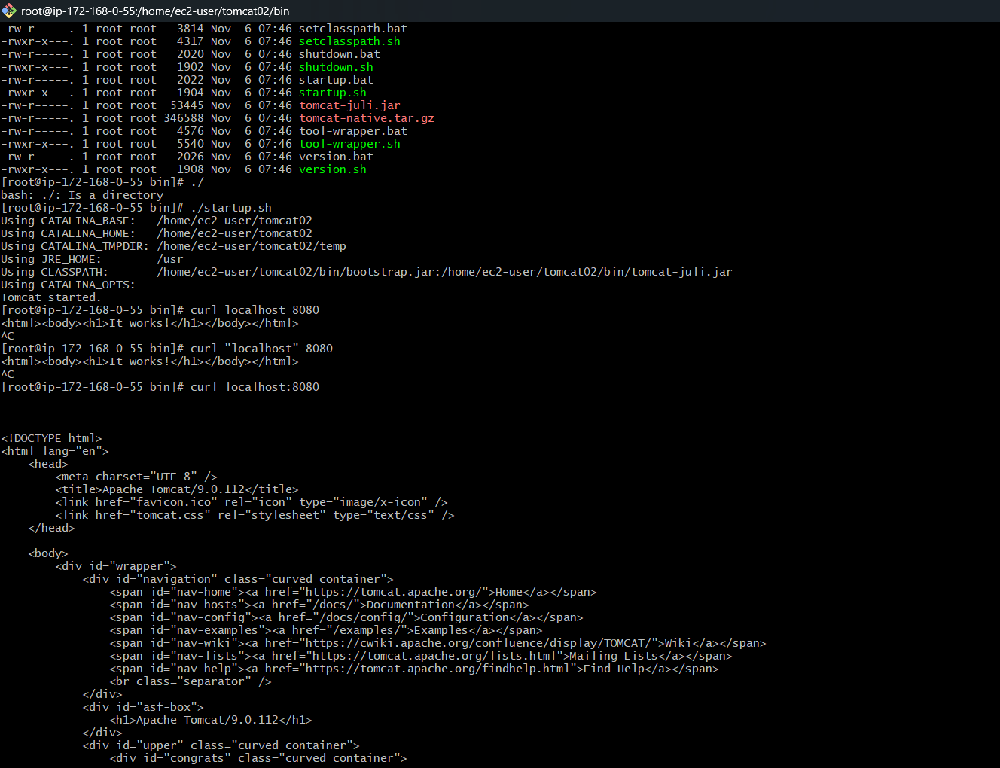 root@ip-172-168-0-55:/home/ec2-user/tomcat02/bin
-rw-r-----. 1 root root   3814 Nov  6 07:46 setclasspath.bat
-rwxr-x---. 1 root root   4317 Nov  6 07:46 setclasspath.sh
-rw-r-----. 1 root root   2020 Nov  6 07:46 shutdown.bat
-rwxr-x---. 1 root root   1902 Nov  6 07:46 shutdown.sh
-rw-r-----. 1 root root   2022 Nov  6 07:46 startup.bat
-rwxr-x---. 1 root root   1904 Nov  6 07:46 startup.sh
-rw-r-----. 1 root root  53445 Nov  6 07:46 tomcat-juli.jar
-rw-r-----. 1 root root 346588 Nov  6 07:46 tomcat-native.tar.gz
-rw-r-----. 1 root root   4576 Nov  6 07:46 tool-wrapper.bat
-rwxr-x---. 1 root root   5540 Nov  6 07:46 tool-wrapper.sh
-rw-r-----. 1 root root   2026 Nov  6 07:46 version.bat
-rwxr-x---. 1 root root   1908 Nov  6 07:46 version.sh
[root@ip-172-168-0-55 bin]# ./
bash: ./: Is a directory
[root@ip-172-168-0-55 bin]# ./startup.sh
Using CATALINA_BASE:   /home/ec2-user/tomcat02
Using CATALINA_HOME:   /home/ec2-user/tomcat02
Using CATALINA_TMPDIR: /home/ec2-user/tomcat02/temp
Using JRE_HOME:        /usr
Using CLASSPATH:       /home/ec2-user/tomcat02/bin/bootstrap.jar:/home/ec2-user/tomcat02/bin/tomcat-juli.jar
Using CATALINA_OPTS:
Tomcat started.
[root@ip-172-168-0-55 bin]# curl localhost 8080
<html><body><h1>It works!</h1></body></html>
^C
[root@ip-172-168-0-55 bin]# curl "localhost" 8080
<html><body><h1>It works!</h1></body></html>
^C
[root@ip-172-168-0-55 bin]# curl localhost:8080
<!DOCTYPE html>
<html lang="en">
    <head>
        <meta charset="UTF-8" />
        <title>Apache Tomcat/9.0.112</title>
        <link href="favicon.ico" rel="icon" type="image/x-icon" />
        <link href="tomcat.css" rel="stylesheet" type="text/css" />
    </head>
    <body>
        <div id="wrapper">
            <div id="navigation" class="curved container">
                <span id="nav-home"><a href="https://tomcat.apache.org/">Home</a></span>
                <span id="nav-hosts"><a href="/docs/">Documentation</a></span>
                <span id="nav-config"><a href="/docs/config/">Configuration</a></span>
                <span id="nav-examples"><a href="/examples/">Examples</a></span>
                <span id="nav-wiki"><a href="https://cwiki.apache.org/confluence/display/TOMCAT/">Wiki</a></span>
                <span id="nav-lists"><a href="https://tomcat.apache.org/lists.html">Mailing Lists</a></span>
                <span id="nav-help"><a href="https://tomcat.apache.org/findhelp.html">Find Help</a></span>
                <br class="separator" />
            </div>
            <div id="asf-box">
                <h1>Apache Tomcat/9.0.112</h1>
            </div>
            <div id="upper" class="curved container">
                <div id="congrats" class="curved container">